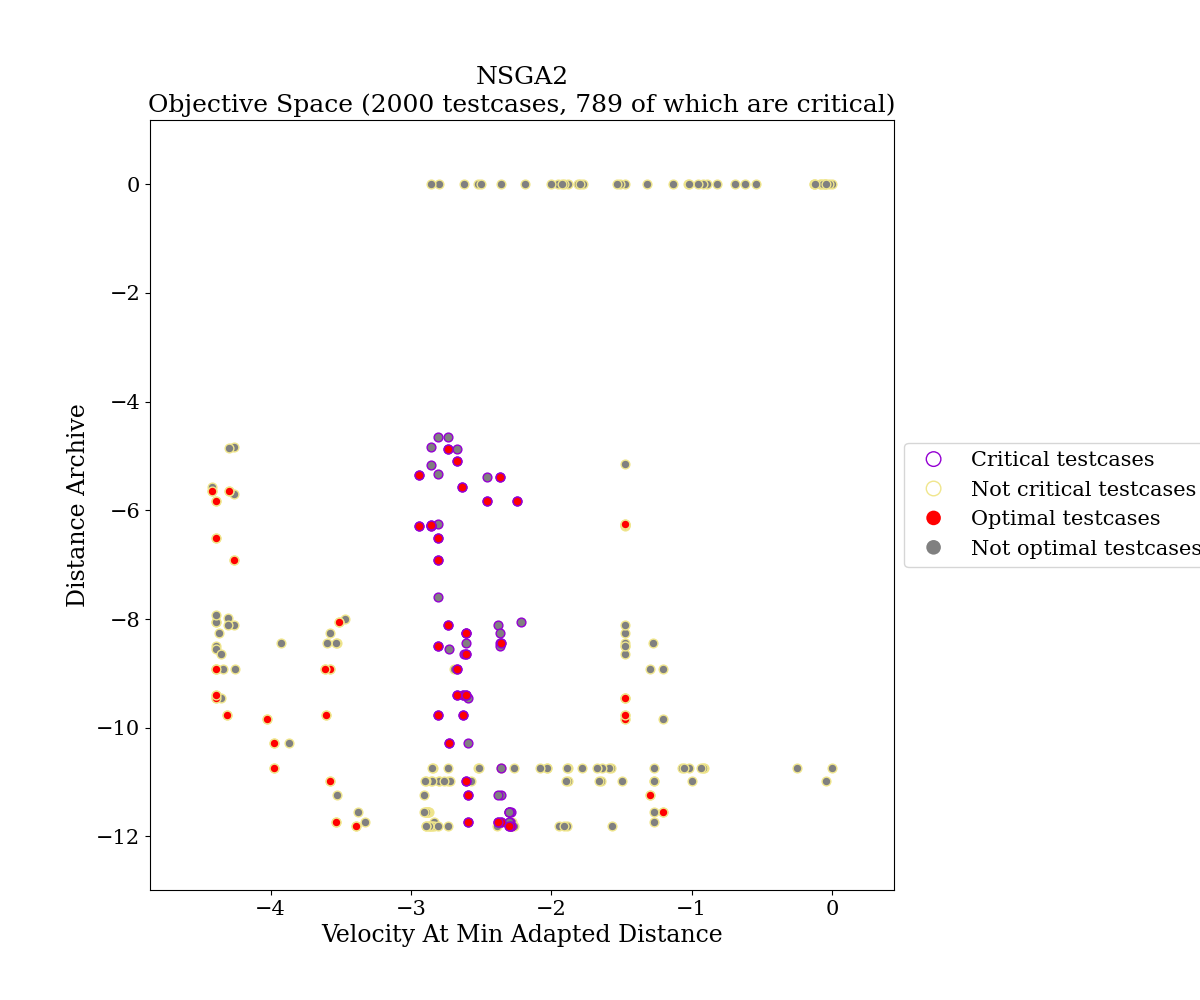 NSGA2
Objective Space (2000 testcases, 789 of which are critical)
0
−2
−4
−6
−8
−10
−12
Distance Archive
−4
−3
−2
−1
0
Velocity At Min Adapted Distance
Critical testcases
Not critical testcases
Optimal testcases
Not optimal testcases